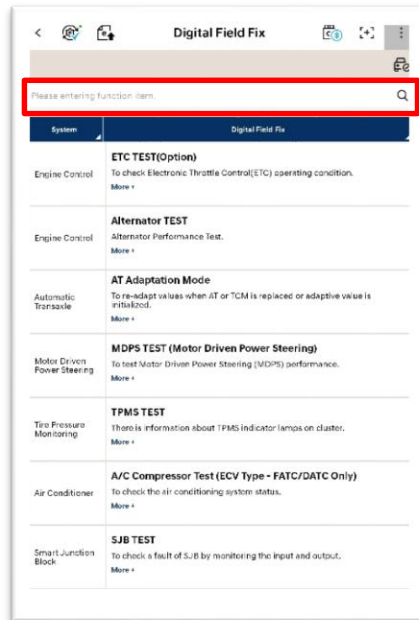 Digital Field Fix
Please entering function item.
System
Digital Field Fix
ETC TEST(Option)
Engine Control
To check Electronic Throttle Control(ETC) operating condition.
More +
Alternator TEST
Engine Control
Alternator Performance Test.
More +
AT Adaptation Mode
Automatic
Transaxle
To re-adapt values when AT or TCM is replaced or adaptive value is
initialized.
More +
MDPS TEST (Motor Driven Power Steering)
Motor Driven
Power Steering
To test Motor Driven Power Steering (MDPS) performance.
More +
TPMS TEST
Tire Pressure
Monitoring
There is information about TPMS indicator lamps on cluster.
More +
A/C Compressor Test (ECV Type - FATC/DATC Only)
Air Conditioner
To check the air conditioning system status.
More +
SJB TEST
Smart Junction
Block
To check a fault of SJB by monitoring the input and output.
More +